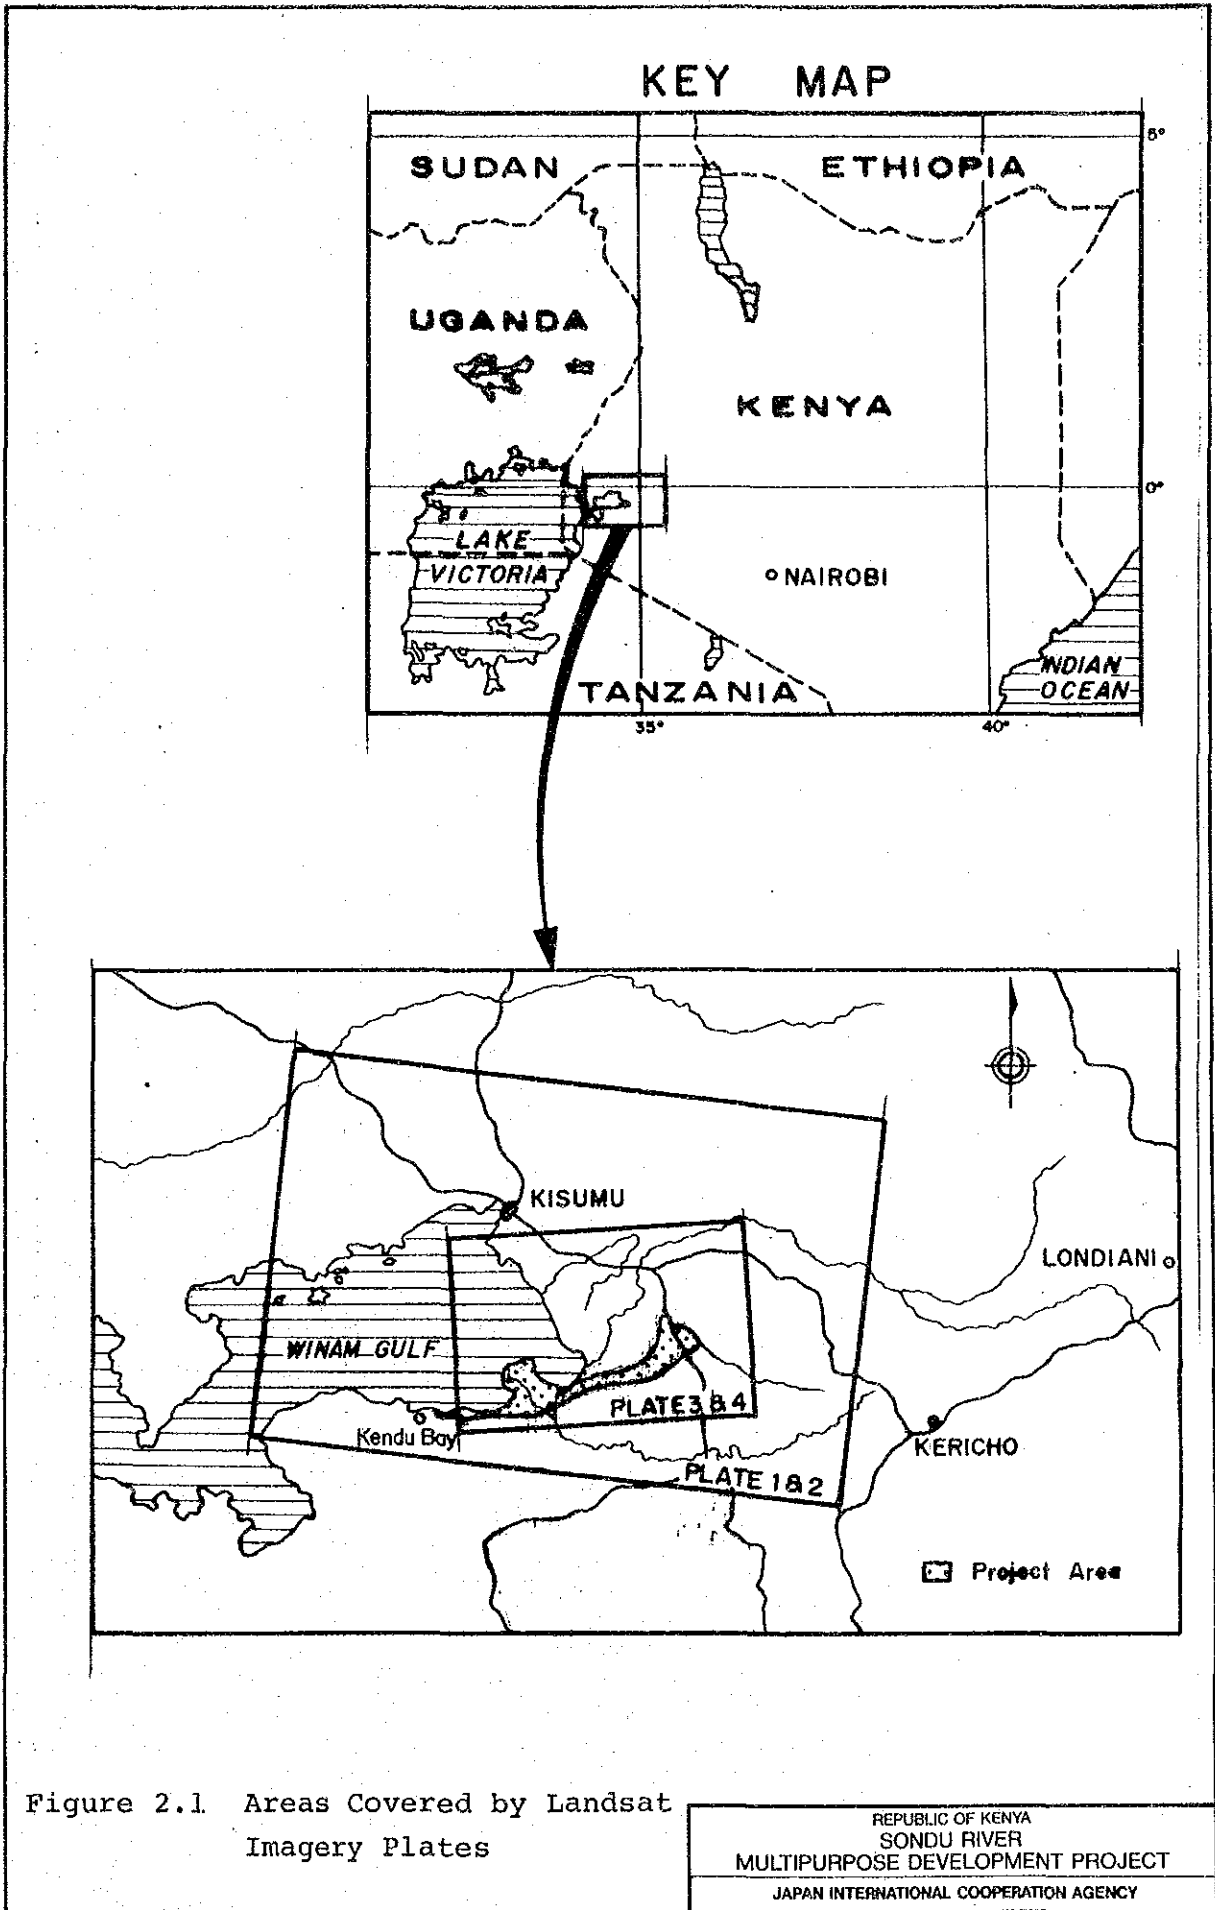 KEY MAP
5°
SUDAN
ETHIOPIA
UGANDA
KENYA
0°
LAKE
VICTORIA
NAIROBI
INDIAN
OCEAN
TANZANIA
35°
40°
KISUMU
LONDIANI
WINAM GULF
PLATE 3 & 4
Kendu Bay
KERICHO
PLATE 1 & 2
Project Area
Figure 2.1 Areas Covered by Landsat
Imagery Plates
REPUBLIC OF KENYA
SONDU RIVER
MULTIPURPOSE DEVELOPMENT PROJECT
JAPAN INTERNATIONAL COOPERATION AGENCY